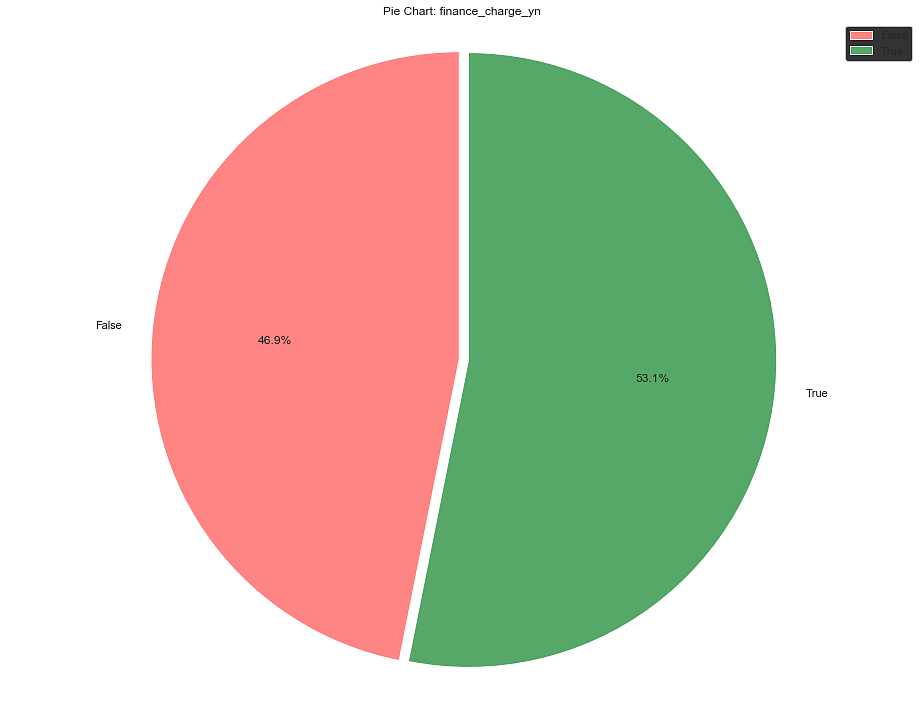 Pie Chart: finance_charge_yn
False
True
False
46.9%
53.1%
True